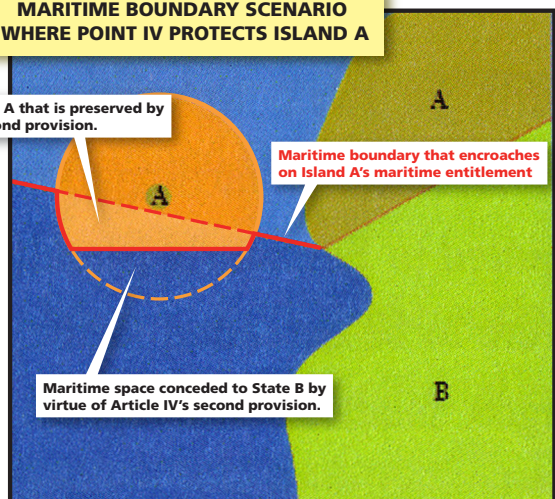 MARITIME BOUNDARY SCENARIO
WHERE POINT IV PROTECTS ISLAND A
A that is preserved by
ond provision.
A
Maritime boundary that encroaches
on Island A's maritime entitlement
A
Maritime space conceded to State B by
virtue of Article IV's second provision.
B